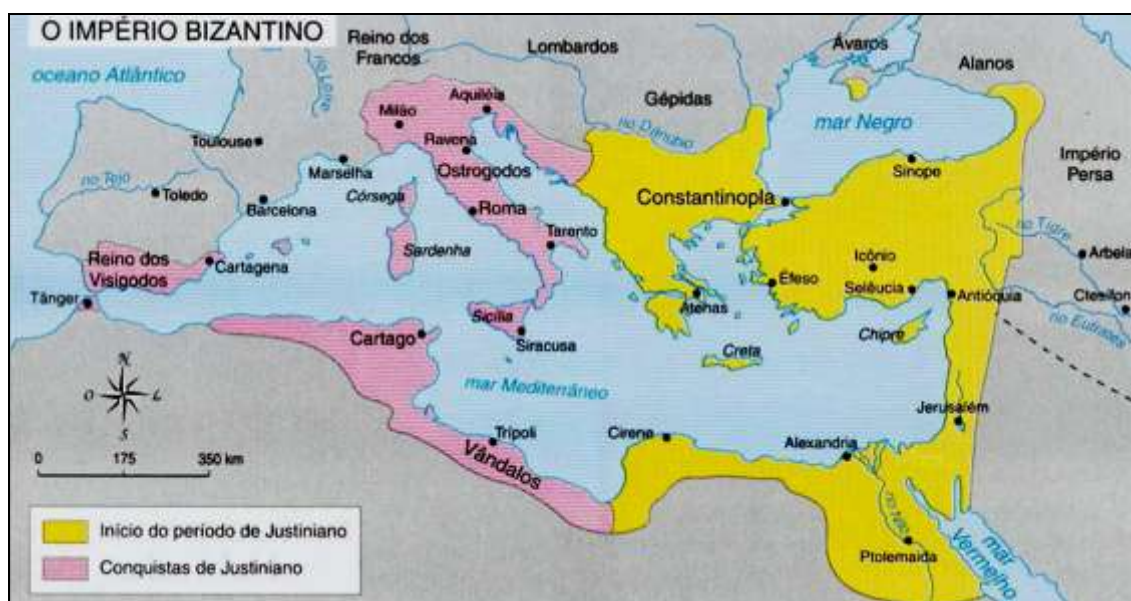 O IMPÉRIO BIZANTINO
oceano Atlântico
Reino dos
Francos
rio Loire
Lombardos
Ávaros
Alanos
Gépidas
rio Danúbio
mar Negro
Aquiléia
Milão
Ravena
Ostrogodos
Toulouse
Marselha
Córsega
Roma
Constantinopla
Sinope
Império
Persa
rio Tejo
Toledo
Barcelona
Sardenha
Tarento
Icônio
rio Tigre
Arbela
Reino dos
Visigodos
Cartagena
Éfeso
Selêucia
Antióquia
Ctesifon
rio Eufrates
Tânger
Atenas
Sicília
Cartago
Siracusa
Creta
Chipre
mar Mediterrâneo
N
O
L
S
Jerusalém
Trípoli
Cirene
Alexandria
Vândalos
0 175 350 km
rio Nilo
Ptolemaida
mar
Vermelho
Início do período de Justiniano
Conquistas de Justiniano